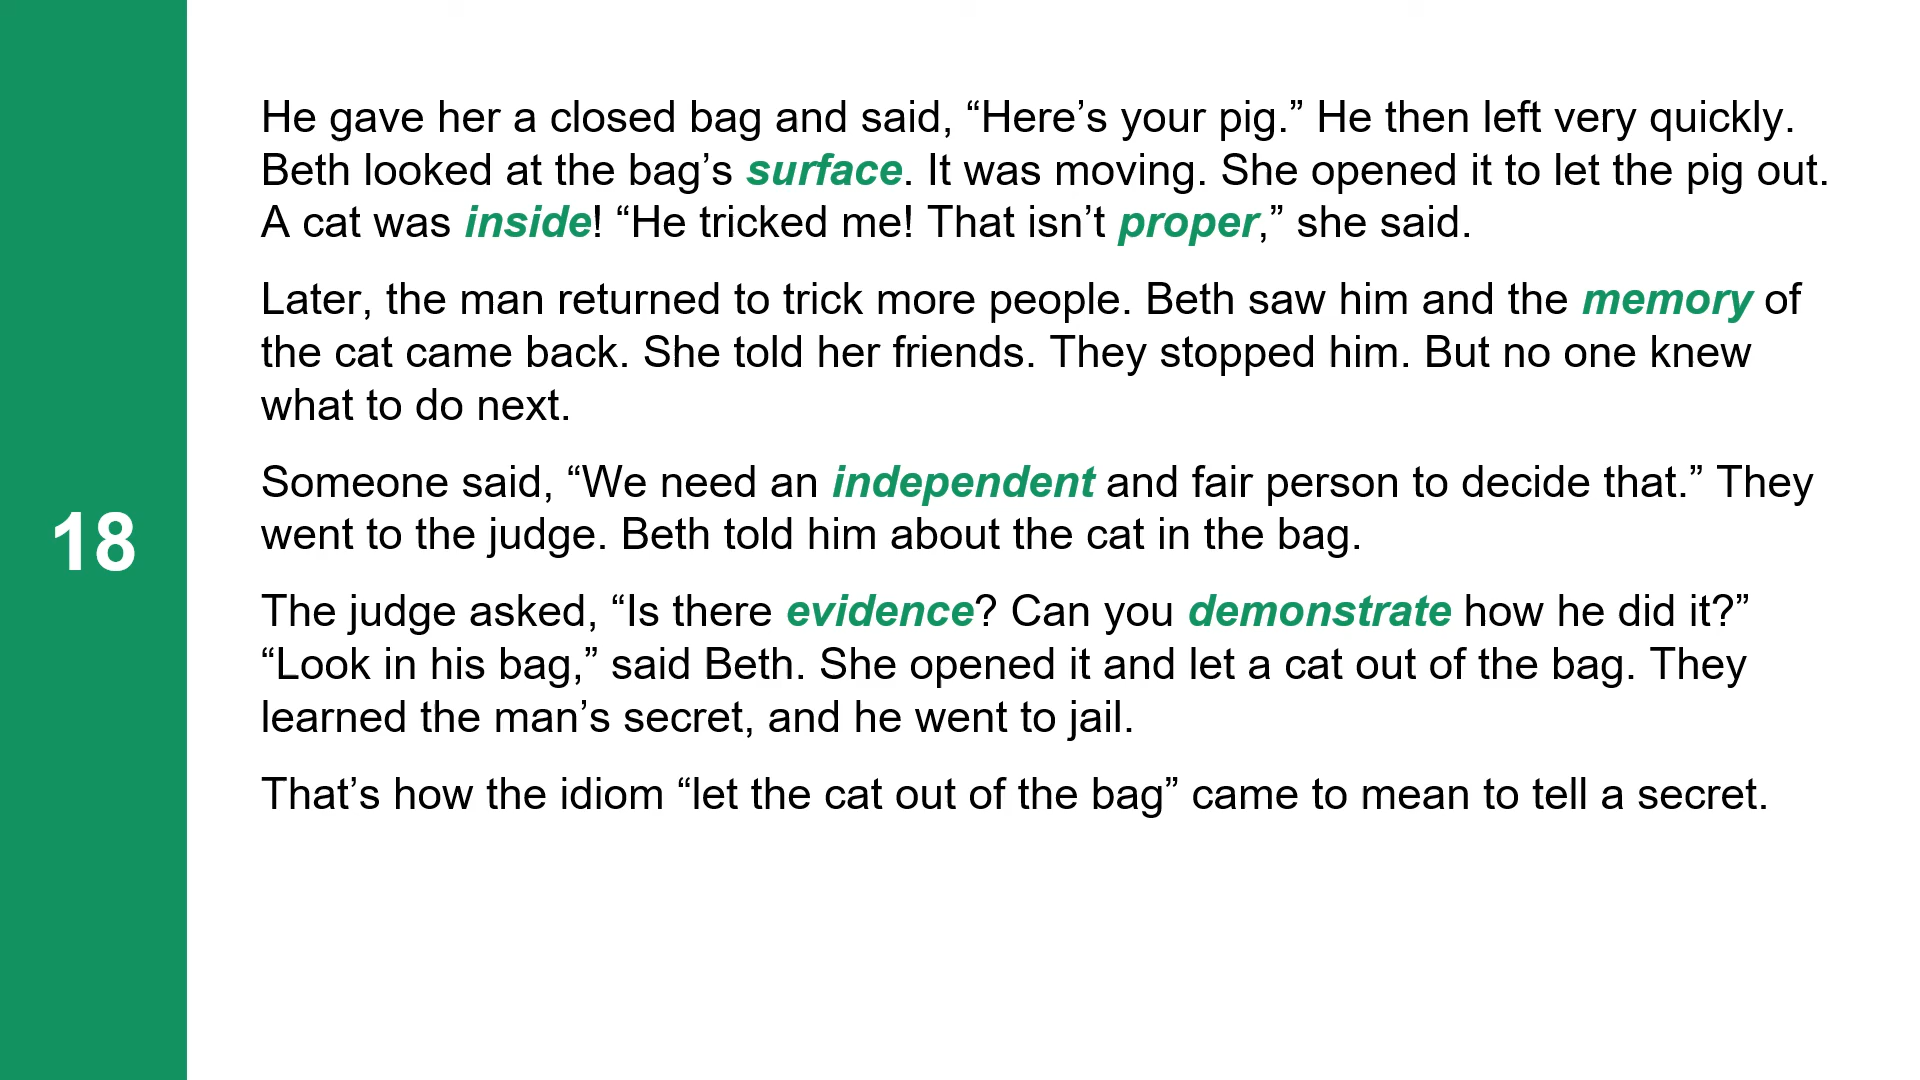 He gave her a closed bag and said, “Here’s your pig.” He then left very quickly.
Beth looked at the bag’s surface. It was moving. She opened it to let the pig out.
A cat was inside! “He tricked me! That isn’t proper,” she said.
Later, the man returned to trick more people. Beth saw him and the memory of
the cat came back. She told her friends. They stopped him. But no one knew
what to do next.
Someone said, “We need an independent and fair person to decide that.” They
went to the judge. Beth told him about the cat in the bag.
18
The judge asked, “Is there evidence? Can you demonstrate how he did it?”
“Look in his bag,” said Beth. She opened it and let a cat out of the bag. They
learned the man’s secret, and he went to jail.
That’s how the idiom “let the cat out of the bag” came to mean to tell a secret.